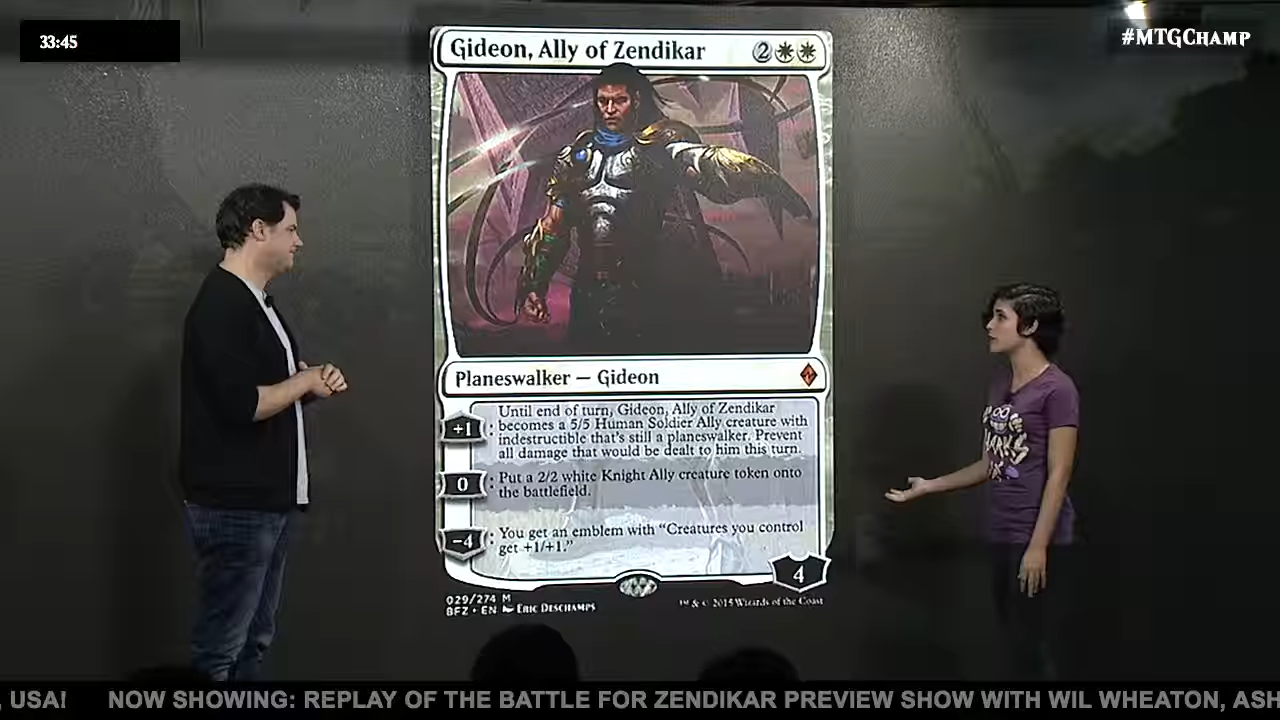 33:45
#MTGChamp
Gideon, Ally of Zendikar 2
Planeswalker — Gideon
+1: Until end of turn, Gideon, Ally of Zendikar
becomes a 5/5 Human Soldier Ally creature with
indestructible that's still a planeswalker. Prevent
all damage that would be dealt to him this turn.
0: Put a 2/2 white Knight Ally creature token onto
the battlefield.
−4: You get an emblem with “Creatures you control
get +1/+1.”
4
029/274 M
BFZ • EN Eric Deschamps
™ & © 2015 Wizards of the Coast
, USA! NOW SHOWING: REPLAY OF THE BATTLE FOR ZENDIKAR PREVIEW SHOW WITH WIL WHEATON, ASH